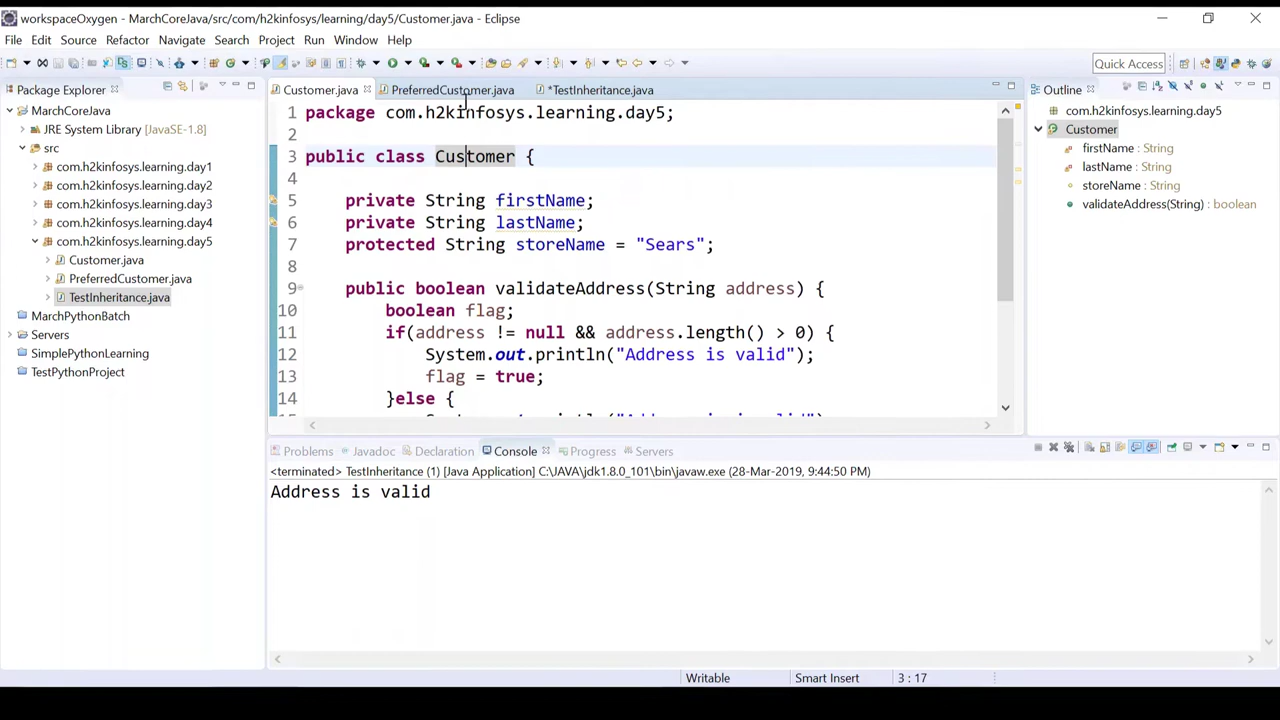 workspaceOxygen - MarchCoreJava/src/com/h2kinfosys/learning/day5/Customer.java - Eclipse
File Edit Source Refactor Navigate Search Project Run Window Help
Quick Access
Package Explorer
MarchCoreJava
JRE System Library [JavaSE-1.8]
src
com.h2kinfosys.learning.day1
com.h2kinfosys.learning.day2
com.h2kinfosys.learning.day3
com.h2kinfosys.learning.day4
com.h2kinfosys.learning.day5
Customer.java
PreferredCustomer.java
TestInheritance.java
MarchPythonBatch
Servers
SimplePythonLearning
TestPythonProject
Customer.java PreferredCustomer.java *TestInheritance.java
1 package com.h2kinfosys.learning.day5;
2
3 public class Customer {
4
5 private String firstName;
6 private String lastName;
7 protected String storeName = "Sears";
8
9 public boolean validateAddress(String address) {
10 boolean flag;
11 if(address != null && address.length() > 0) {
12 System.out.println("Address is valid");
13 flag = true;
14 }else {
Outline
com.h2kinfosys.learning.day5
Customer
firstName : String
lastName : String
storeName : String
validateAddress(String) : boolean
Problems Javadoc Declaration Console Progress Servers
<terminated> TestInheritance (1) [Java Application] C:\JAVA\jdk1.8.0_101\bin\javaw.exe (28-Mar-2019, 9:44:50 PM)
Address is valid
Writable Smart Insert 3 : 17